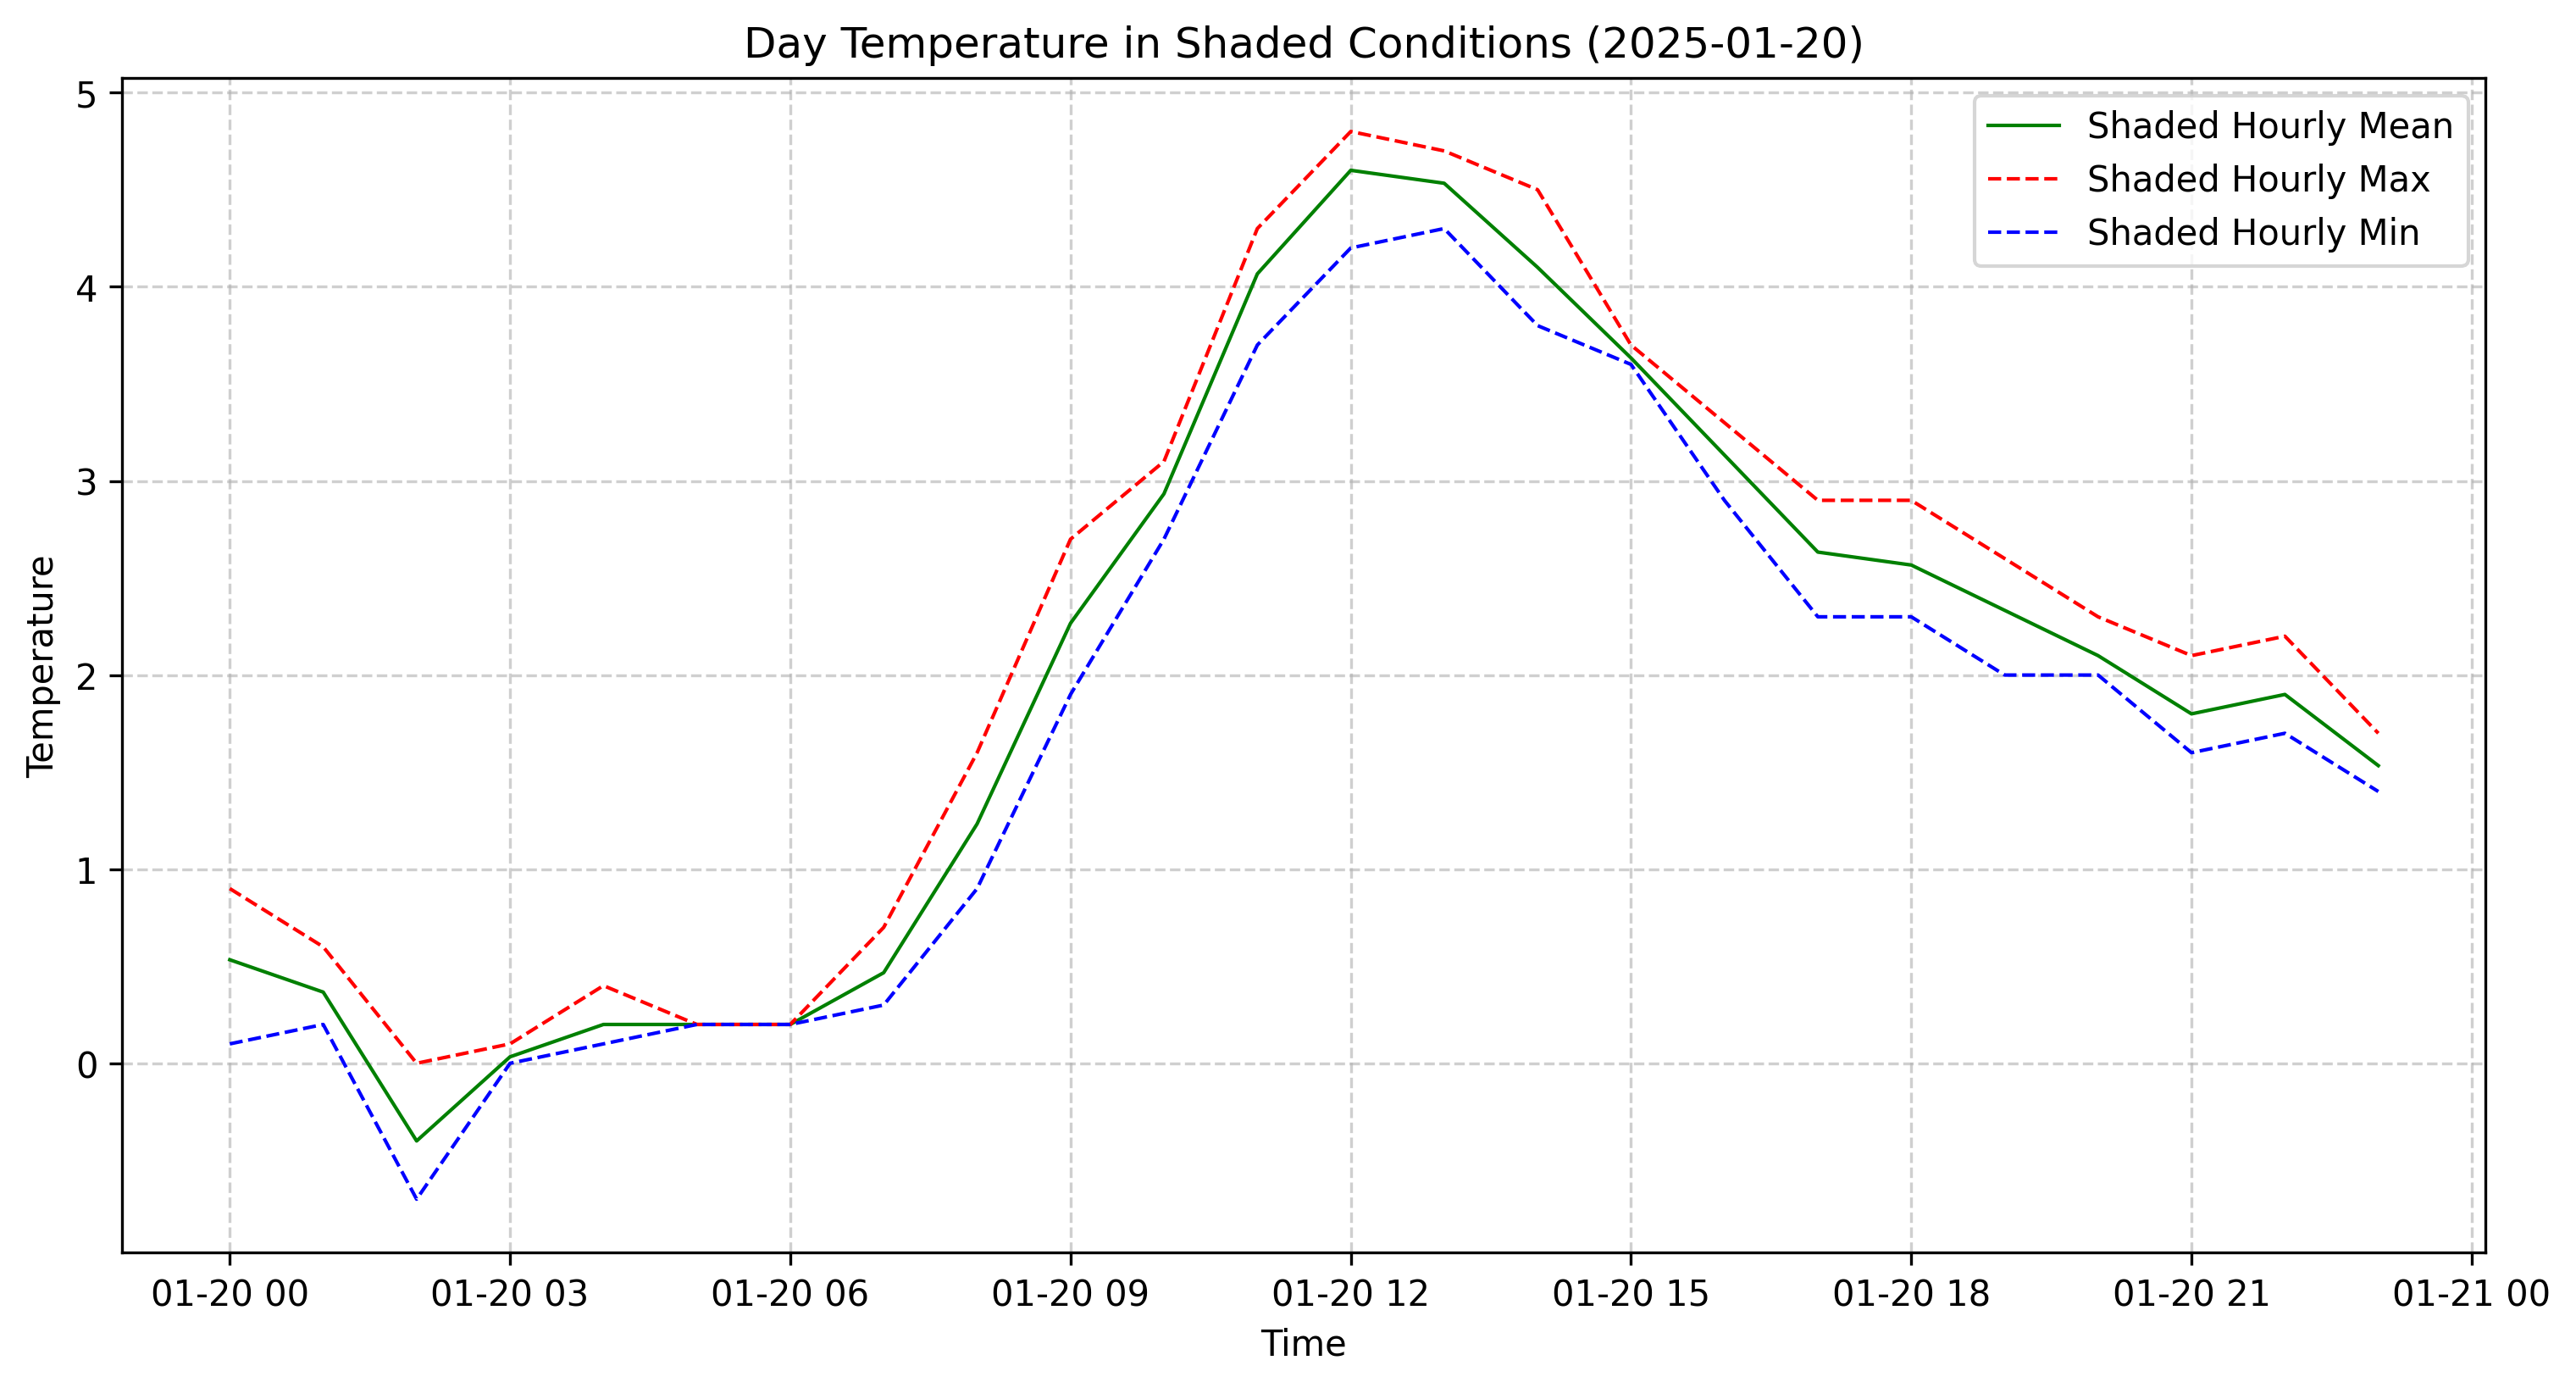 Day Temperature in Shaded Conditions (2025-01-20)
5
4
3
2
1
0
Temperature
Shaded Hourly Mean
Shaded Hourly Max
Shaded Hourly Min
01-20 00
01-20 03
01-20 06
01-20 09
01-20 12
01-20 15
01-20 18
01-20 21
01-21 00
Time